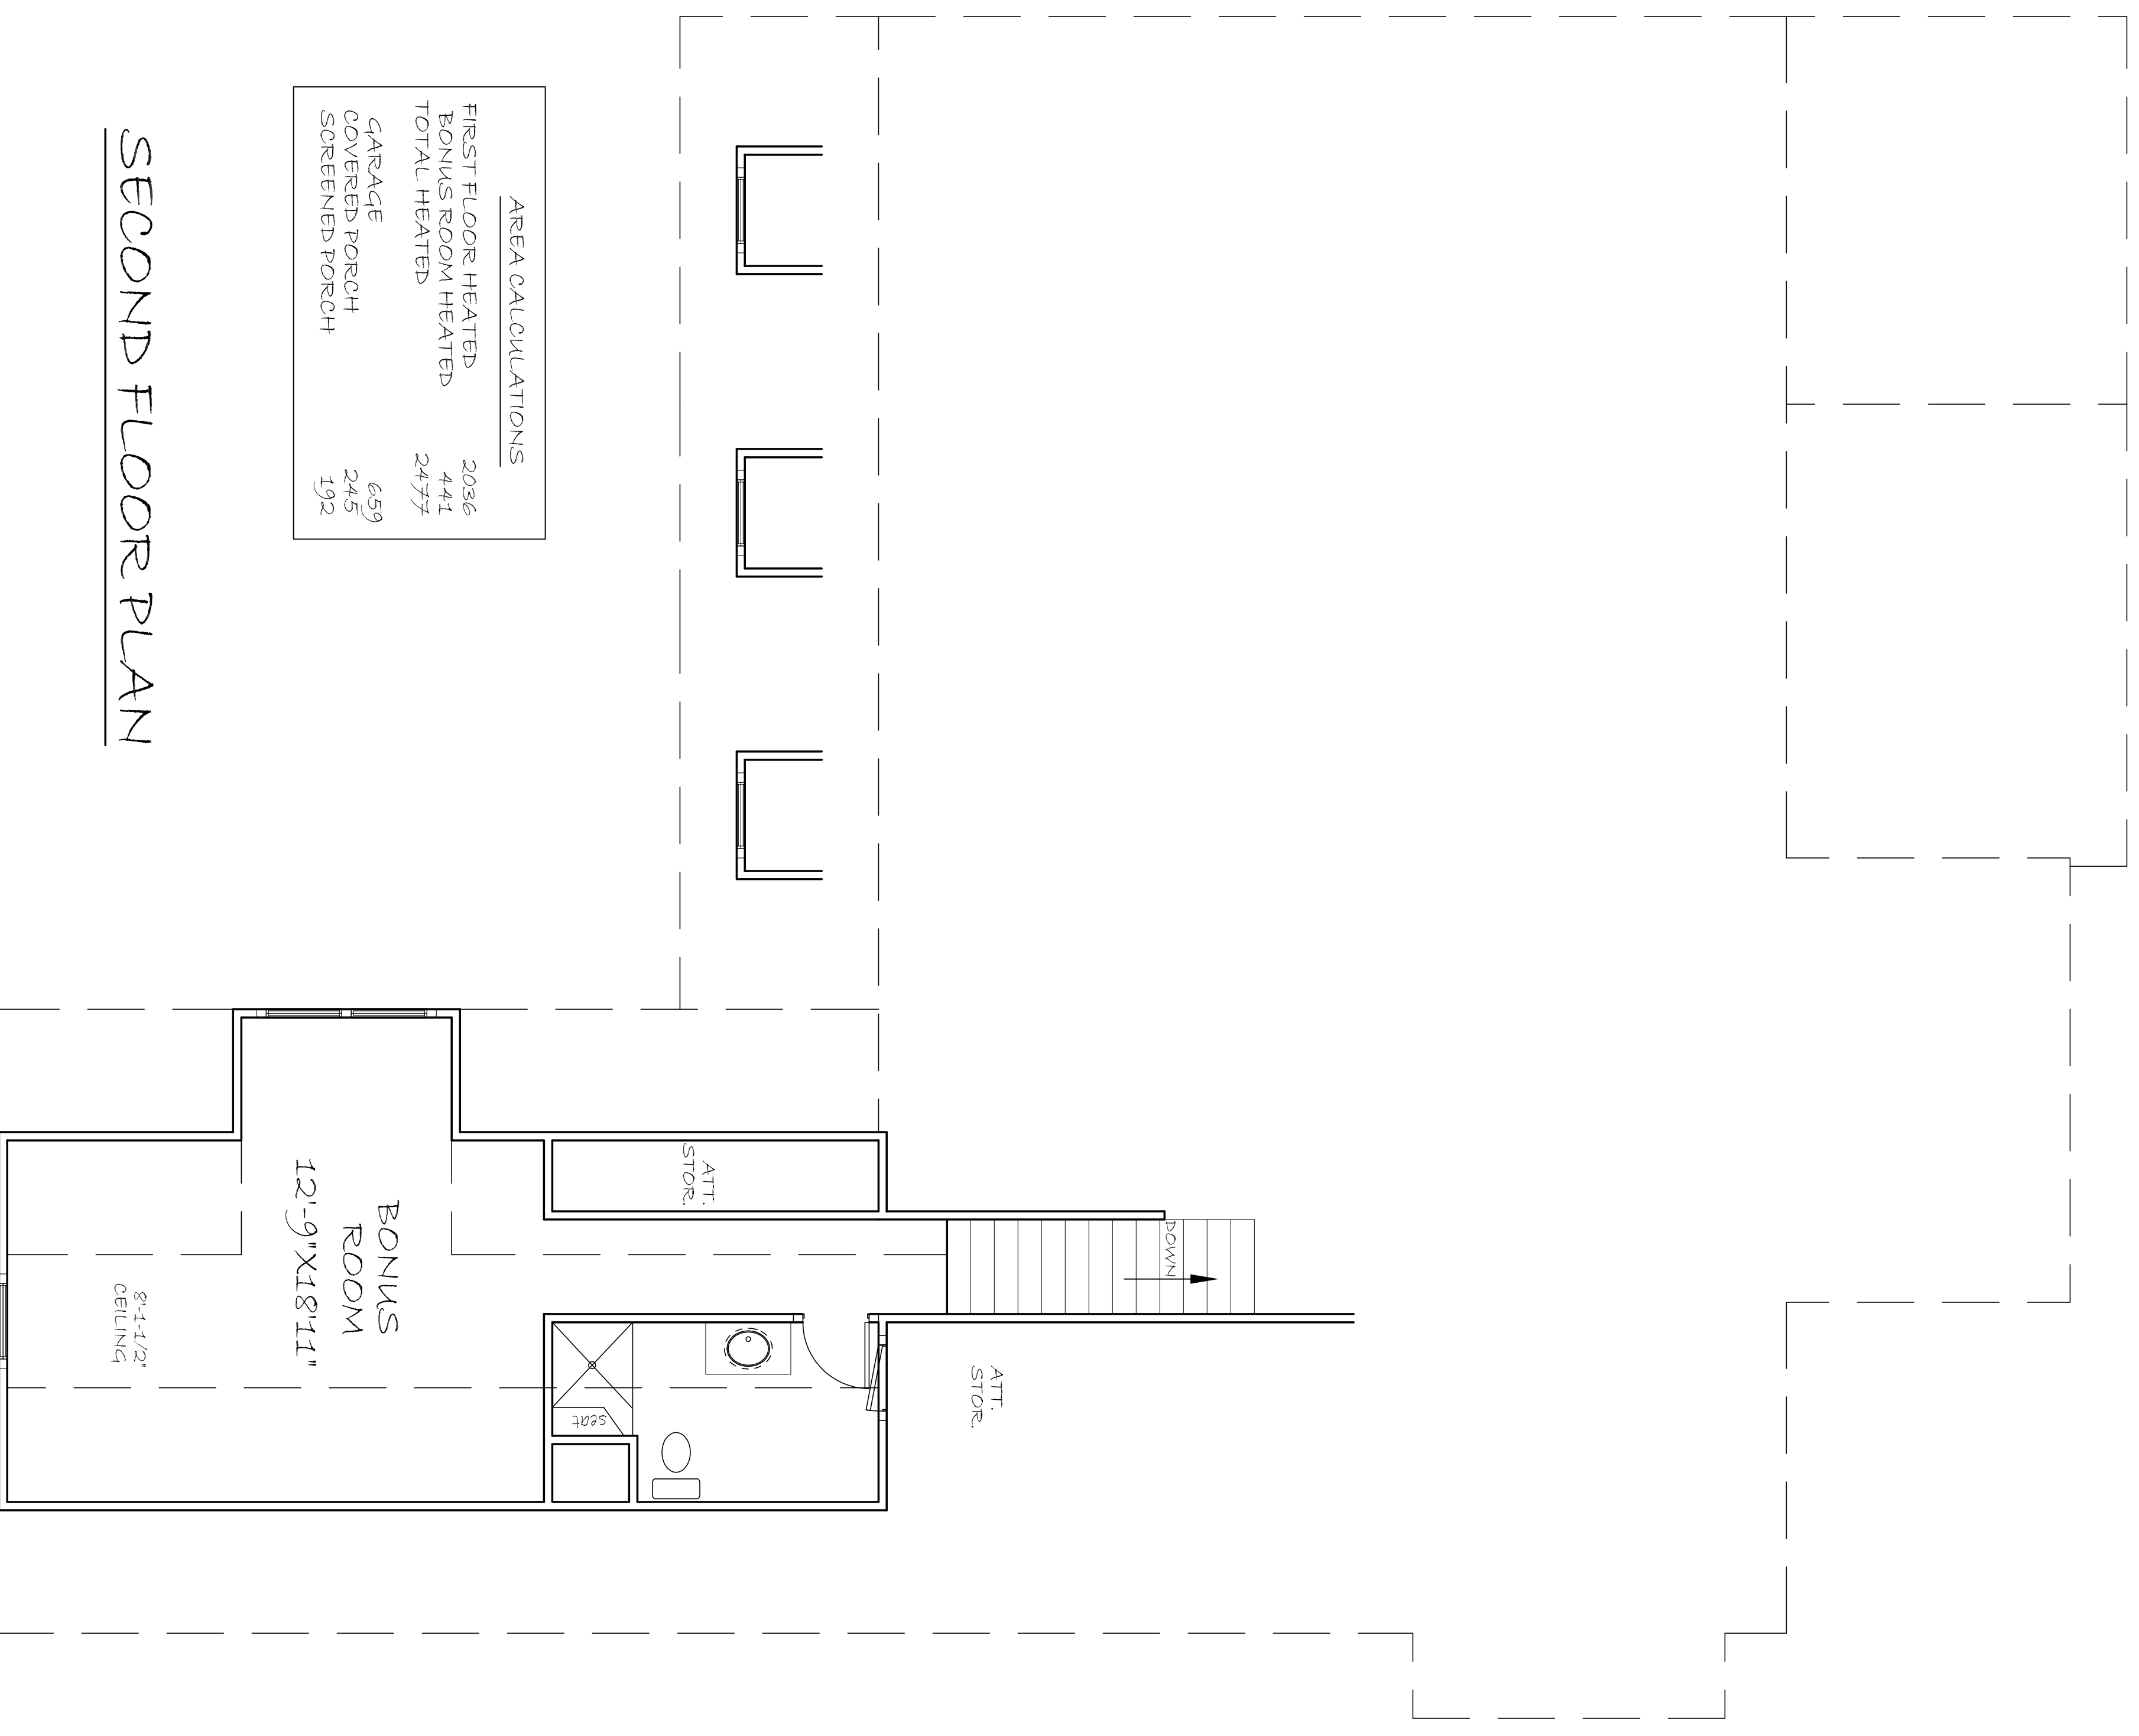 AREA CALCULATIONS
FIRST FLOOR HEATED 2036
BONUS ROOM HEATED 441
TOTAL HEATED 2477
GARAGE 659
COVERED PORCH 245
SCREENED PORCH 192
SECOND FLOOR PLAN
ATT.
STOR.
DOWN
BONUS
ROOM
12'-9"X18'11"
8'-1-1/2"
CEILING
seat
ATT.
STOR.